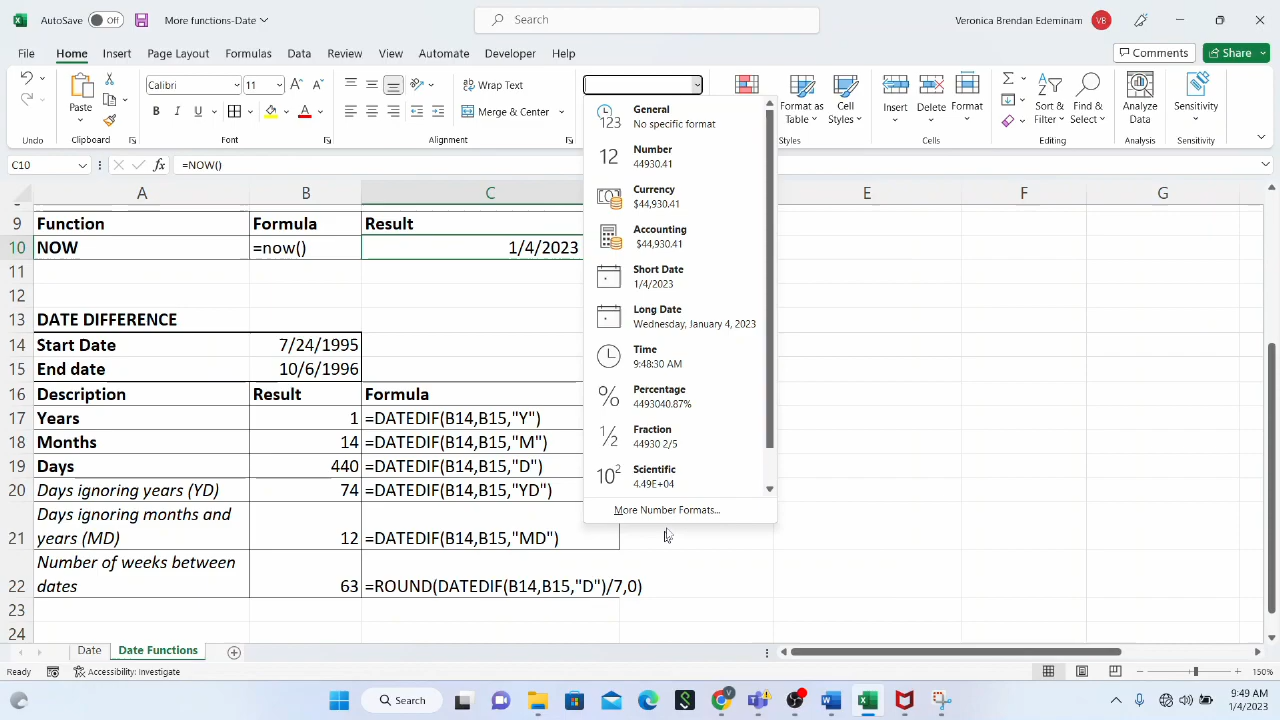 AutoSave Off More functions-Date Search Veronica Brendan Edeminam VB
File Home Insert Page Layout Formulas Data Review View Automate Developer Help Comments Share
Paste Calibri 11 Wrap Text Format as Cell Insert Delete Format Sort & Find & Analyze Sensitivity
B I U A Merge & Center Table Styles Filter Select Data
Undo Clipboard Font Alignment Styles Cells Editing Analysis Sensitivity
General
No specific format
Number
44930.41
Currency
$44,930.41
Accounting
$44,930.41
Short Date
1/4/2023
Long Date
Wednesday, January 4, 2023
Time
9:48:30 AM
Percentage
4493040.87%
Fraction
44930 2/5
Scientific
4.49E+04
More Number Formats...
C10 fx =NOW()
A B C E F G
9 Function Formula Result
10 NOW =now() 1/4/2023
11
12
13 DATE DIFFERENCE
14 Start Date 7/24/1995
15 End date 10/6/1996
16 Description Result Formula
17 Years 1 =DATEDIF(B14,B15,"Y")
18 Months 14 =DATEDIF(B14,B15,"M")
19 Days 440 =DATEDIF(B14,B15,"D")
20 Days ignoring years (YD) 74 =DATEDIF(B14,B15,"YD")
Days ignoring months and
21 years (MD) 12 =DATEDIF(B14,B15,"MD")
Number of weeks between
22 dates 63 =ROUND(DATEDIF(B14,B15,"D")/7,0)
23
24
Date Date Functions
Ready Accessibility: Investigate 150%
Search 9:49 AM
1/4/2023